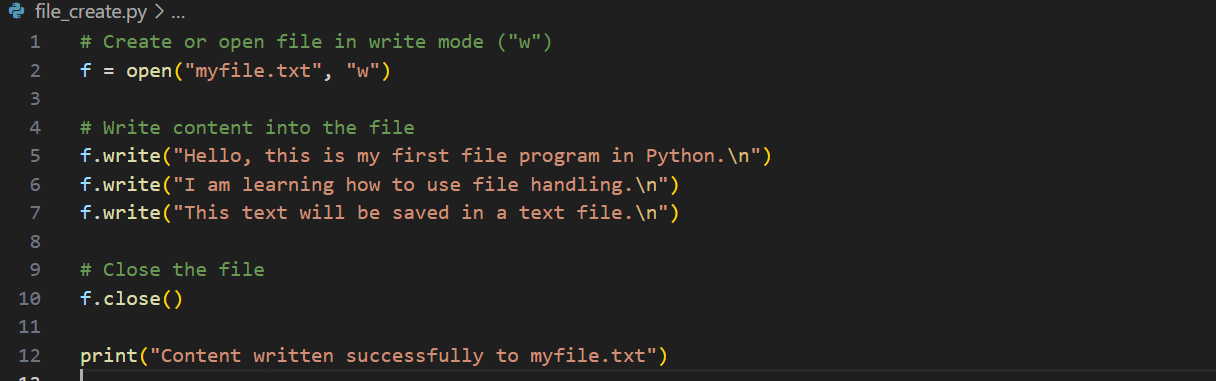 file_create.py > ...
1 # Create or open file in write mode ("w")
2 f = open("myfile.txt", "w")
3
4 # Write content into the file
5 f.write("Hello, this is my first file program in Python.\n")
6 f.write("I am learning how to use file handling.\n")
7 f.write("This text will be saved in a text file.\n")
8
9 # Close the file
10 f.close()
11
12 print("Content written successfully to myfile.txt")
13